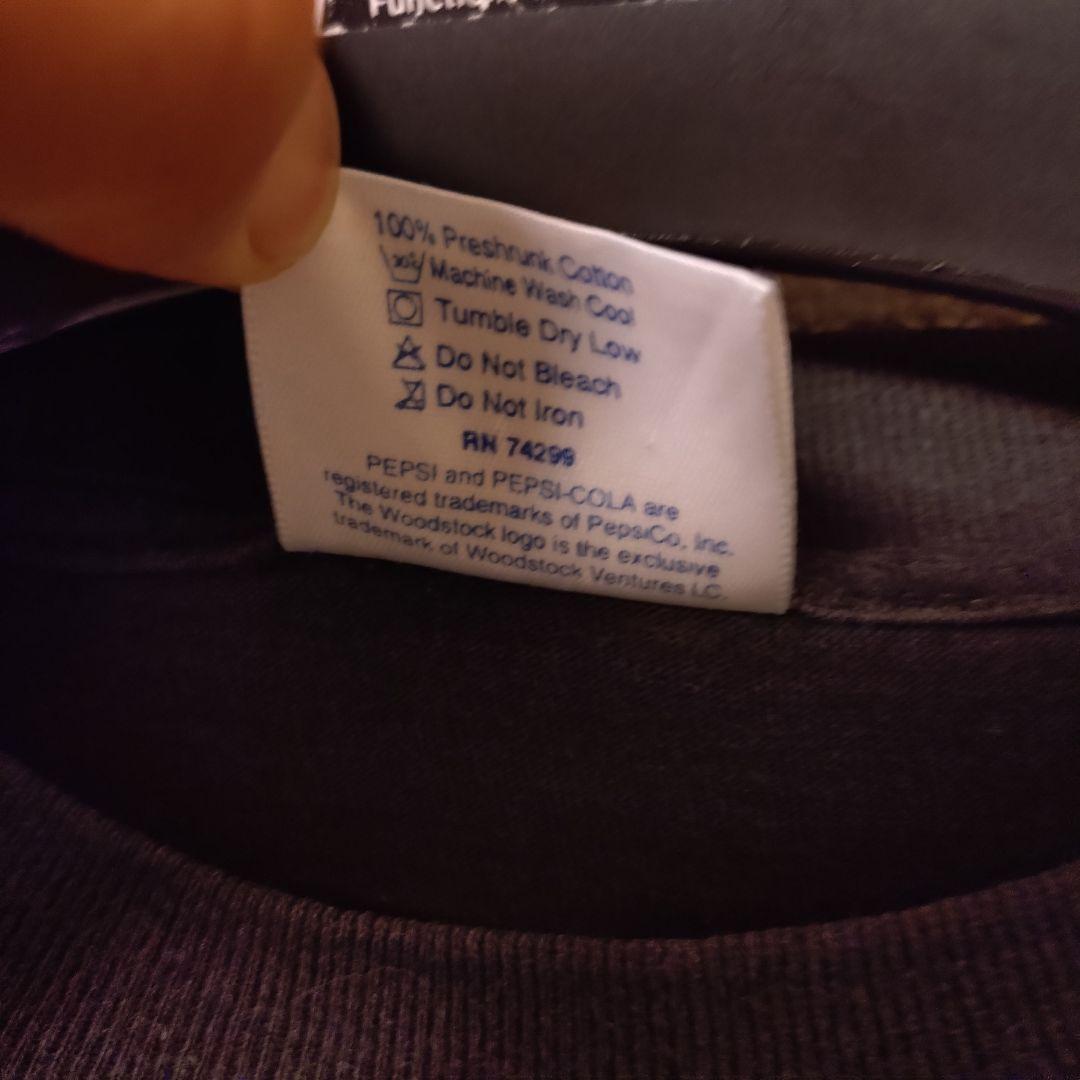 100% Preshrunk Cotton
Machine Wash Cool
Tumble Dry Low
Do Not Bleach
Do Not Iron
RN 74299
PEPSI and PEPSI-COLA are
registered trademarks of PepsiCo, Inc.
The Woodstock logo is the exclusive
trademark of Woodstock Ventures LC.